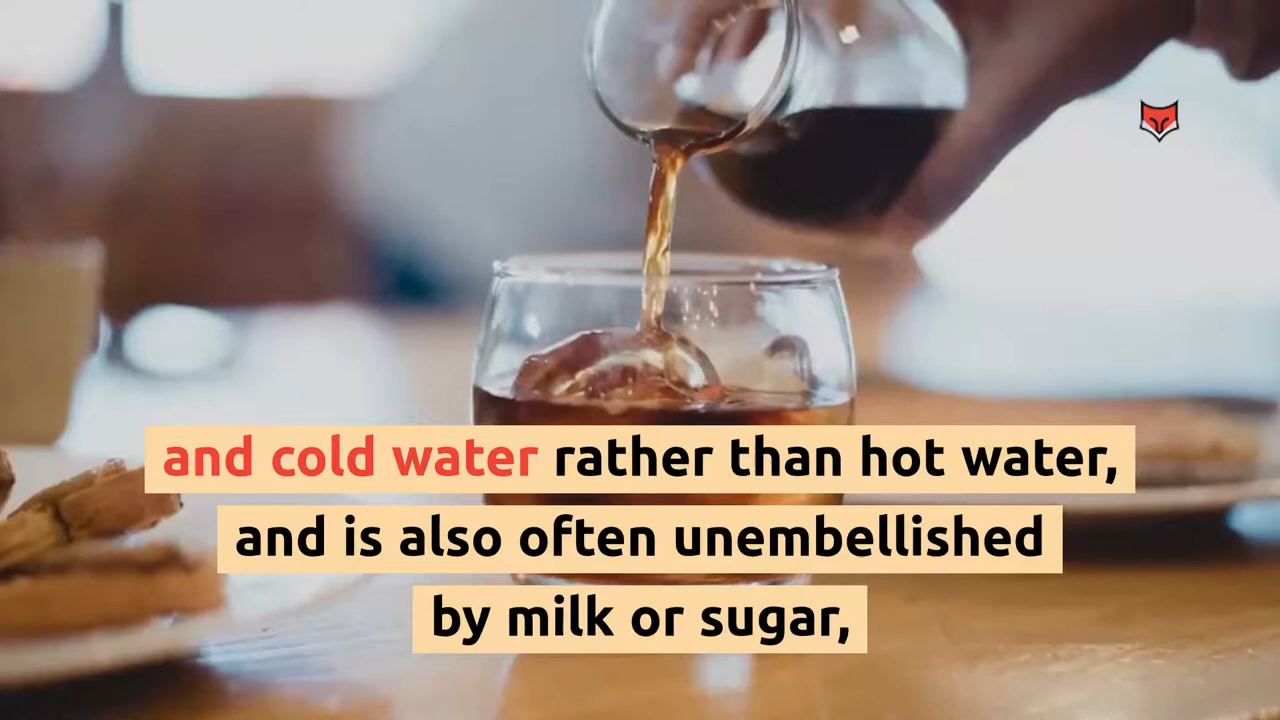 and cold water rather than hot water,
and is also often unembellished
by milk or sugar,